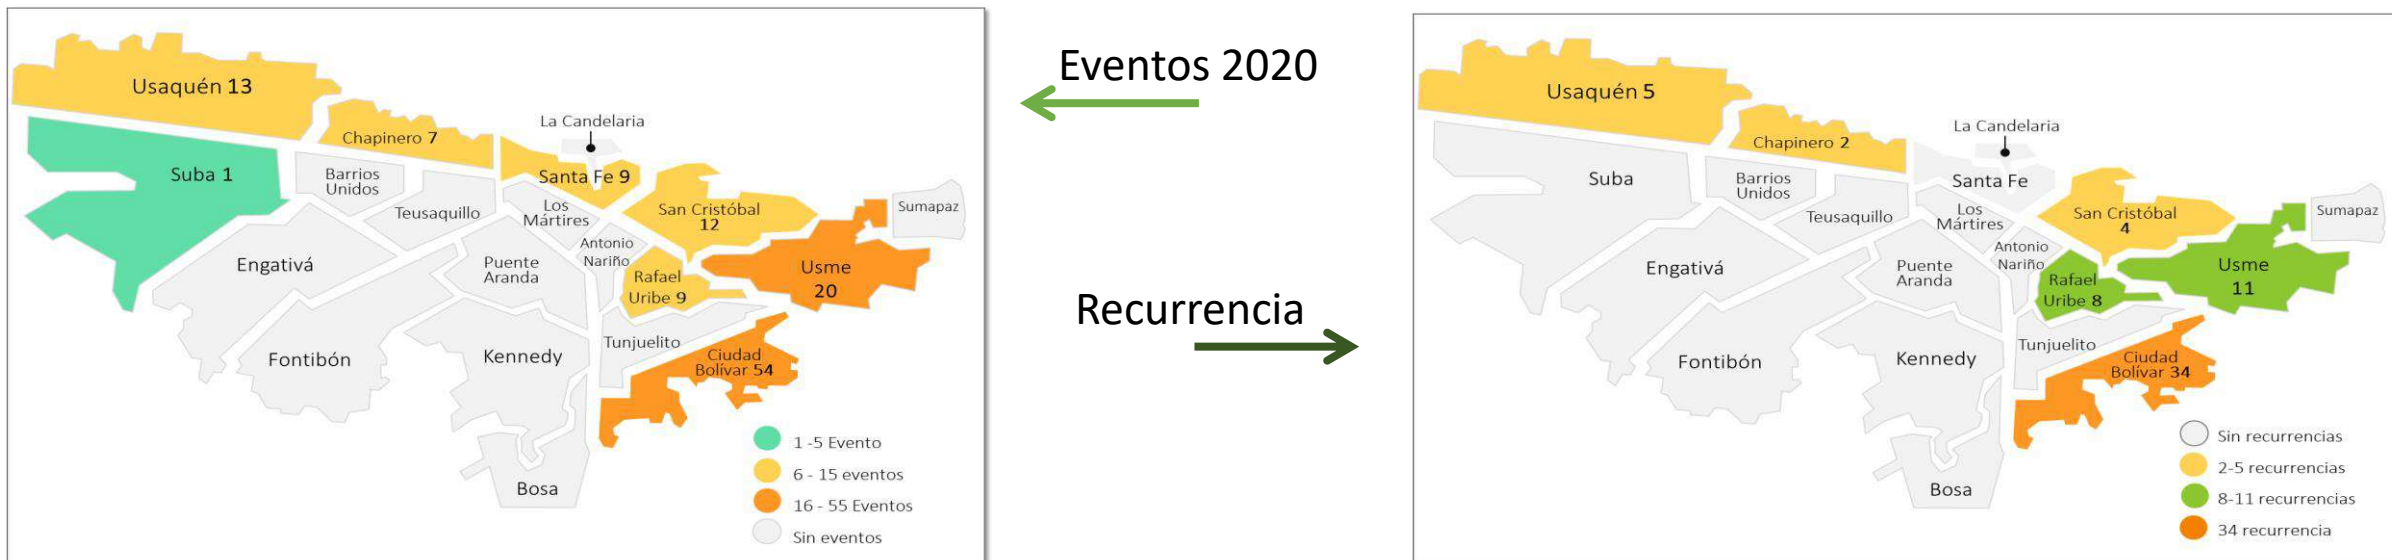 Usaquén 13
Chapinero 7
La Candelaria
Suba 1
Barrios
Unidos
Santa Fe 9
Teusaquillo
Los
Mártires
San Cristóbal
12
Sumapaz
Antonio
Nariño
Engativá
Puente
Aranda
Rafael
Uribe 9
Usme
20
Fontibón
Kennedy
Tunjuelito
Ciudad
Bolívar 54
Bosa
1 -5 Evento
6 - 15 eventos
16 - 55 Eventos
Sin eventos
Eventos 2020
Recurrencia
Usaquén 5
Chapinero 2
La Candelaria
Suba
Barrios
Unidos
Santa Fe
Teusaquillo
Los
Mártires
San Cristóbal
4
Sumapaz
Antonio
Nariño
Engativá
Puente
Aranda
Rafael
Uribe 8
Usme
11
Fontibón
Kennedy
Tunjuelito
Ciudad
Bolívar 34
Bosa
Sin recurrencias
2-5 recurrencias
8-11 recurrencias
34 recurrencia